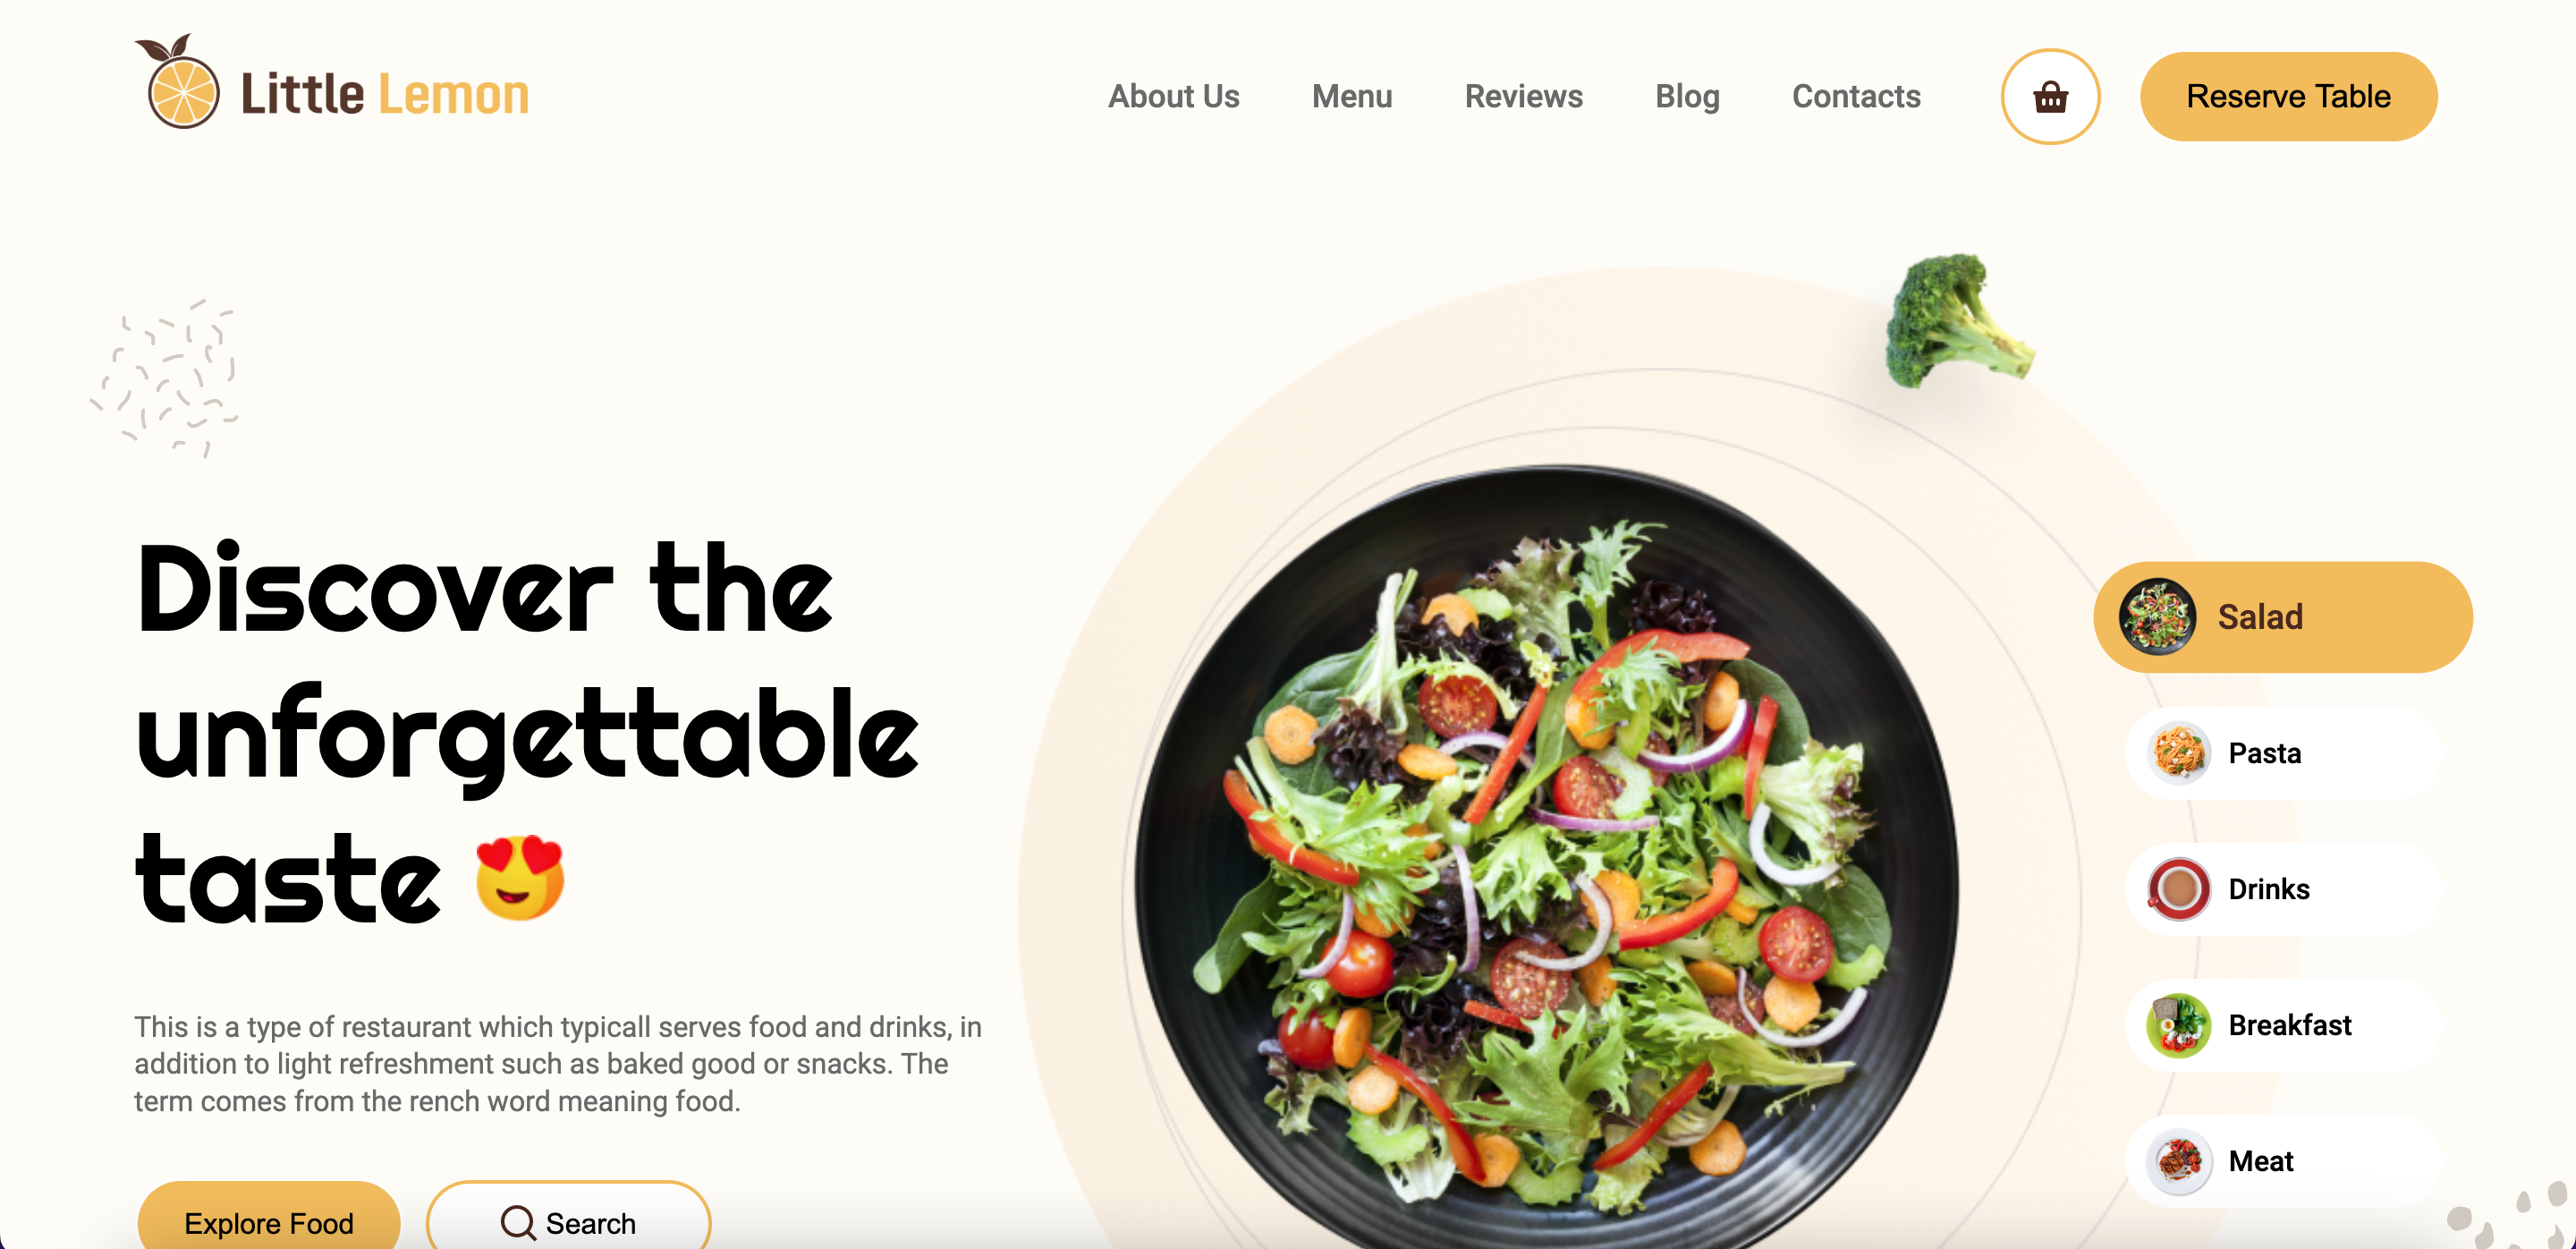 Little Lemon
About Us
Menu
Reviews
Blog
Contacts
Reserve Table
Discover the
unforgettable
taste 😍
This is a type of restaurant which typicall serves food and drinks, in
addition to light refreshment such as baked good or snacks. The
term comes from the rench word meaning food.
Explore Food
Search
Salad
Pasta
Drinks
Breakfast
Meat